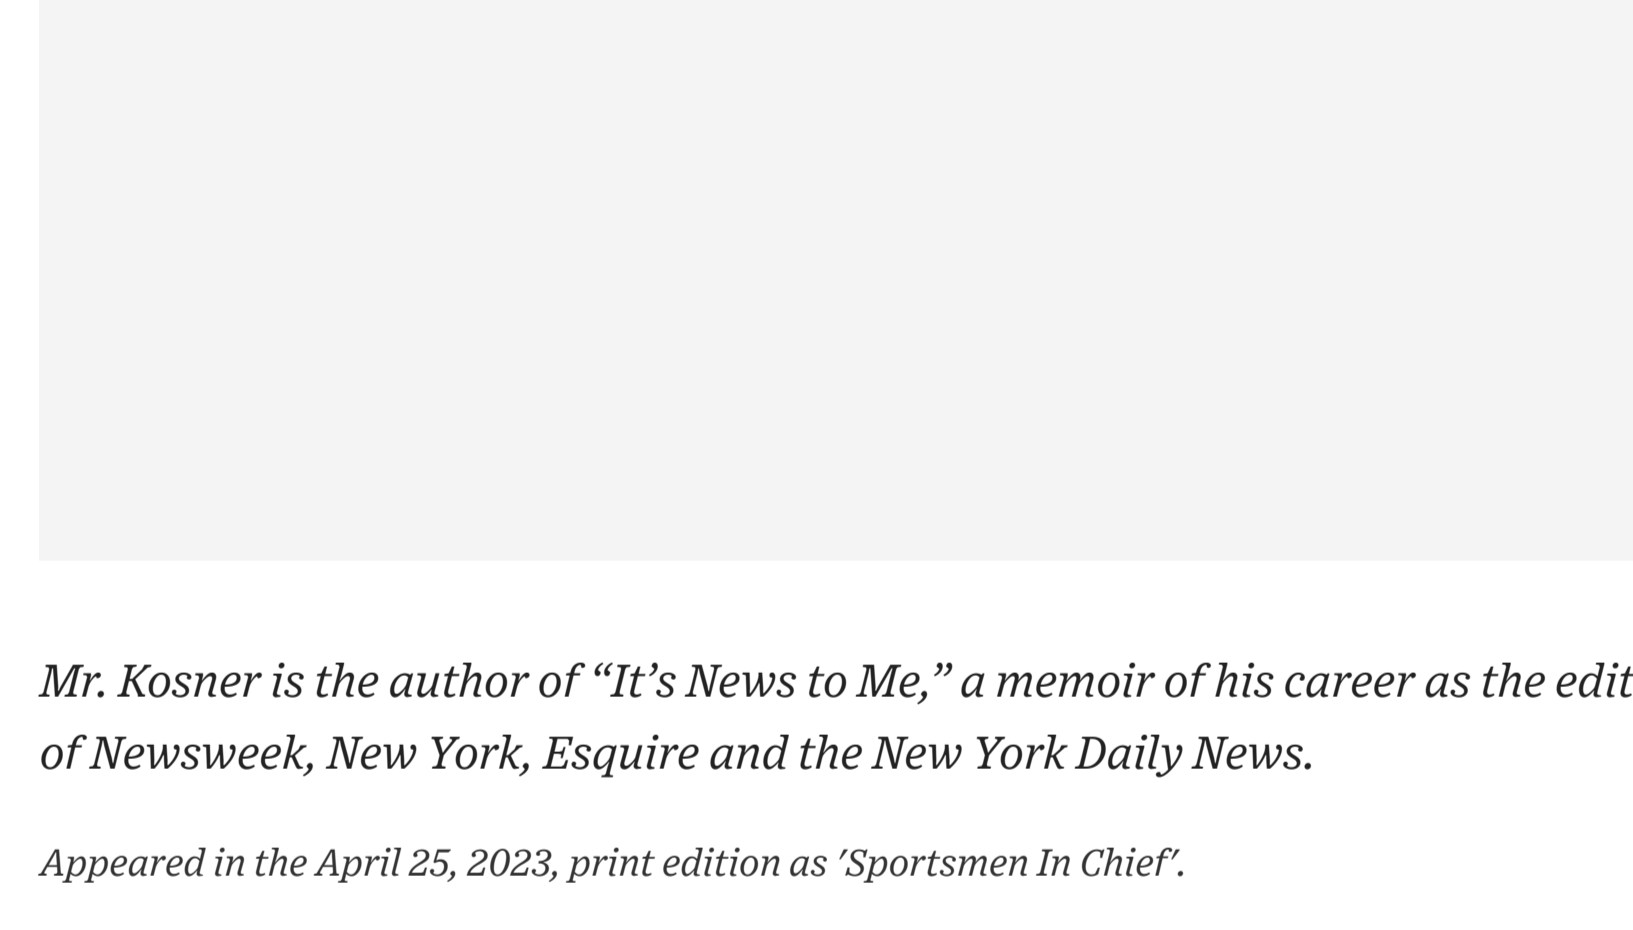 Mr. Kosner is the author of “It’s News to Me,” a memoir of his career as the edit
of Newsweek, New York, Esquire and the New York Daily News.
Appeared in the April 25, 2023, print edition as 'Sportsmen In Chief'.